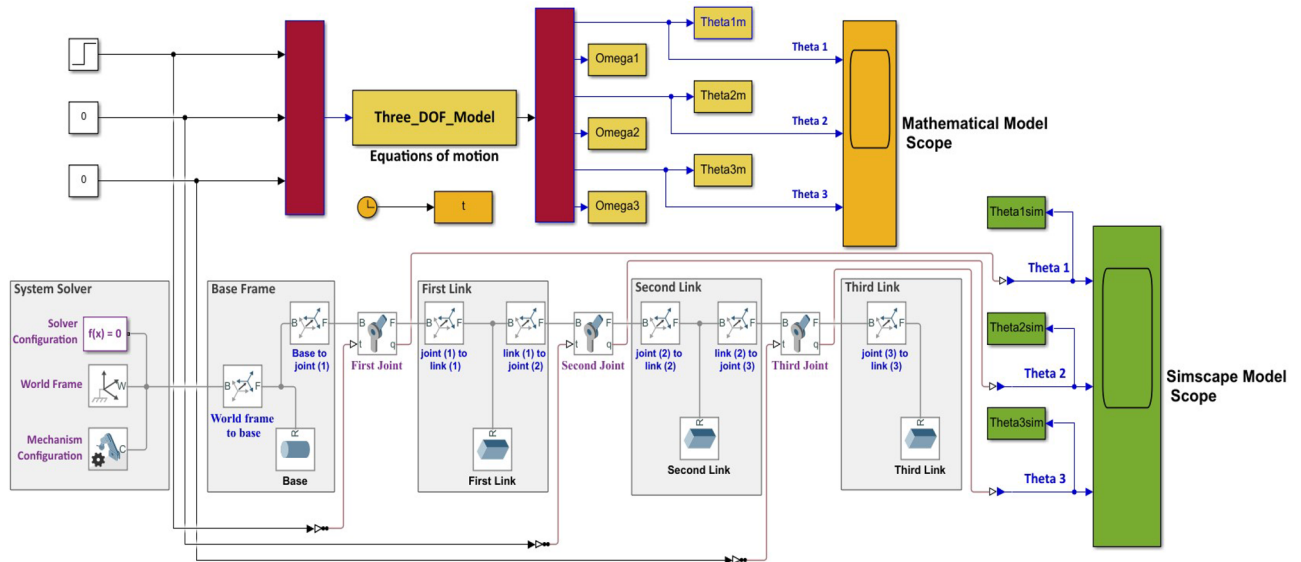 Theta1m
Theta 1
Omega1
0
Three_DOF_Model
Equations of motion
Theta2m
Theta 2
Omega2
Mathematical Model
Scope
0
Theta3m
Theta 3
Omega3
t
Theta1sim
Theta 1
System Solver
Solver
Configuration
f(x) = 0
World Frame
W
Mechanism
Configuration
C
Base Frame
B F
World frame
to base
B F
Base to
joint (1)
R
Base
B F
t q
First Joint
First Link
B F
joint (1) to
link (1)
B F
link (1) to
joint (2)
R
First Link
B F
t q
Second Joint
Second Link
B F
joint (2) to
link (2)
B F
link (2) to
joint (3)
R
Second Link
B F
t q
Third Joint
Third Link
B F
joint (3) to
link (3)
R
Third Link
Theta2sim
Theta 2
Theta3sim
Theta 3
Simscape Model
Scope